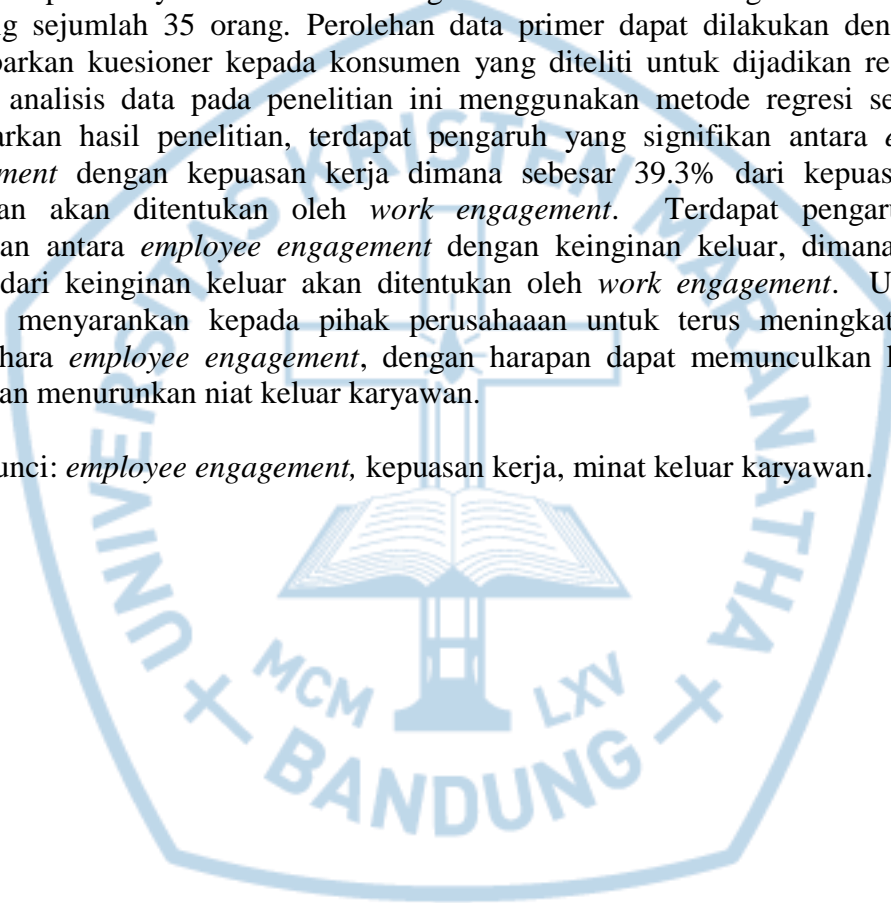 g sejumlah 35 orang. Perolehan data primer dapat dilakukan den
barkan kuesioner kepada konsumen yang diteliti untuk dijadikan re
analisis data pada penelitian ini menggunakan metode regresi se
arkan hasil penelitian, terdapat pengaruh yang signifikan antara e
ment dengan kepuasan kerja dimana sebesar 39.3% dari kepuas
an akan ditentukan oleh work engagement. Terdapat pengar
an antara employee engagement dengan keinginan keluar, dimana
dari keinginan keluar akan ditentukan oleh work engagement. U
menyarankan kepada pihak perusahaaan untuk terus meningkat
hara employee engagement, dengan harapan dapat memunculkan
an menurunkan niat keluar karyawan.
unci: employee engagement, kepuasan kerja, minat keluar karyawan.
UNIVERSITAS KRISTEN MARANATHA
MCM LXV
BANDUNG